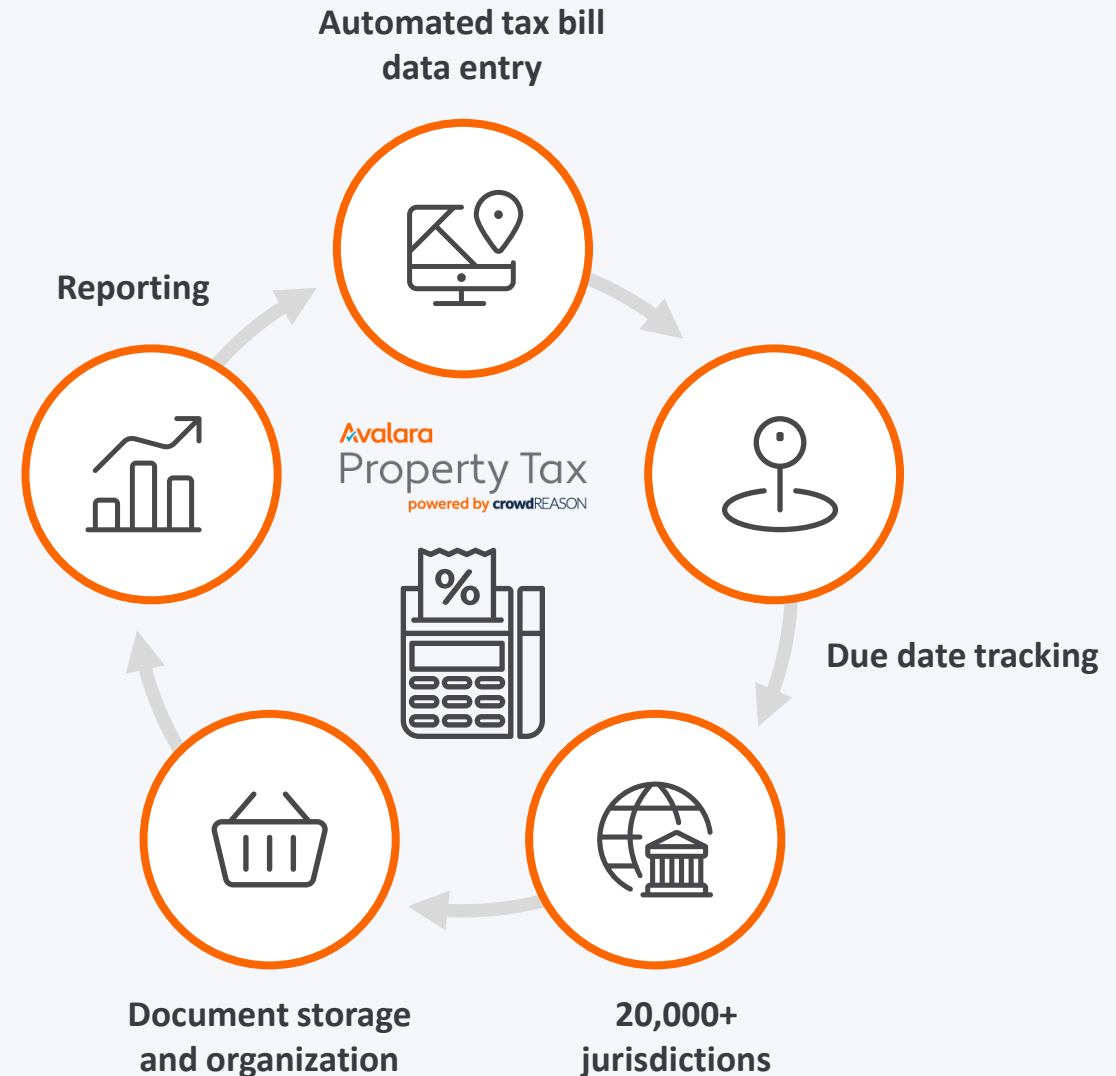 Automated tax bill
data entry
Reporting
Avalara
Property Tax
powered by crowdREASON
%
Due date tracking
Document storage
and organization
20,000+
jurisdictions